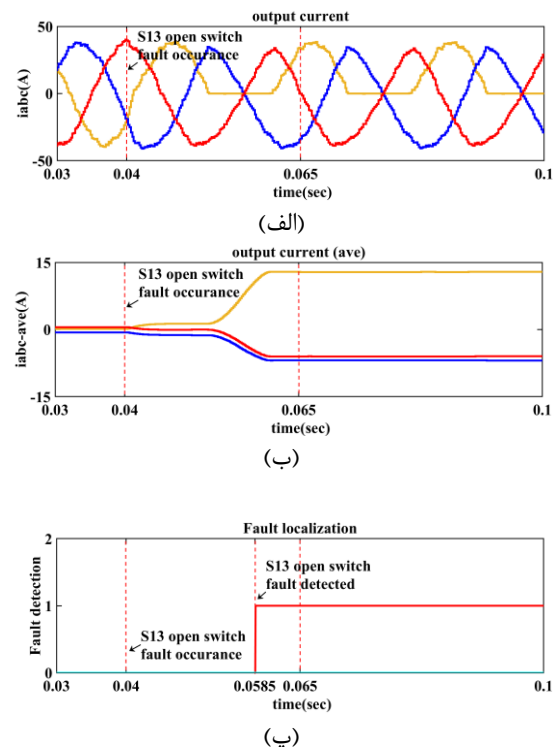 output current
50
S13 open switch
fault occurance
iabc(A)
0
-50
0.03 0.04 0.065 0.1
time(sec)
(الف)
output current (ave)
15
S13 open switch
fault occurance
iabc-ave(A)
0
-15
0.03 0.04 0.065 0.1
time(sec)
(ب)
Fault localization
2
S13 open switch
fault detected
Fault detection
1
S13 open switch
fault occurance
0
0.03 0.04 0.0585 0.065 0.1
time(sec)
(پ)